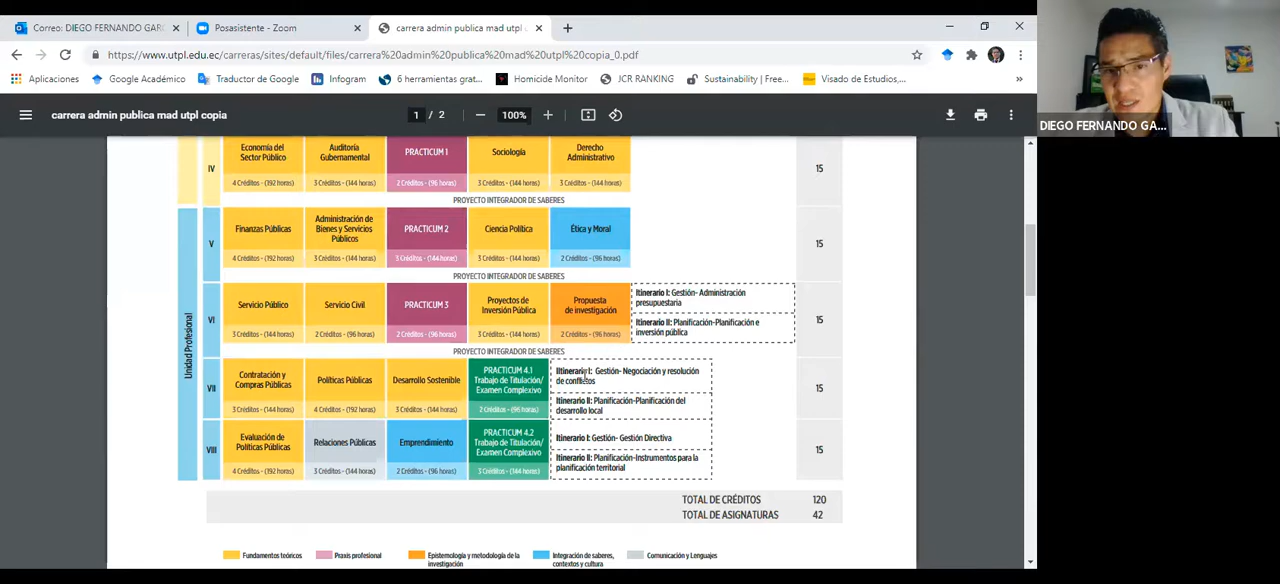 Correo: DIEGO FERNANDO GARC
Posasistente - Zoom
carrera admin publica mad utpl c
https://www.utpl.edu.ec/carreras/sites/default/files/carrera%20admin%20publica%20mad%20utpl%20copia_0.pdf
Aplicaciones
Google Académico
Traductor de Google
Infogram
6 herramientas grat...
Homicide Monitor
JCR RANKING
Sustainability | Free...
Visado de Estudios,...
»
DIEGO FERNANDO GA...
carrera admin publica mad utpl copia
1 / 2
100%
IV
Economía del
Sector Público
4 Créditos - (192 horas)
Auditoría
Gubernamental
3 Créditos - (144 horas)
PRACTICUM 1
2 Créditos - (96 horas)
Sociología
3 Créditos - (144 horas)
Derecho
Administrativo
3 Créditos - (144 horas)
15
PROYECTO INTEGRADOR DE SABERES
Unidad Profesional
V
Finanzas Públicas
4 Créditos - (192 horas)
Administración de
Bienes y Servicios
Públicos
3 Créditos - (144 horas)
PRACTICUM 2
3 Créditos - (144 horas)
Ciencia Política
3 Créditos - (144 horas)
Ética y Moral
2 Créditos - (96 horas)
15
PROYECTO INTEGRADOR DE SABERES
VI
Servicio Público
3 Créditos - (144 horas)
Servicio Civil
2 Créditos - (96 horas)
PRACTICUM 3
2 Créditos - (96 horas)
Proyectos de
Inversión Pública
3 Créditos - (144 horas)
Propuesta
de investigación
2 Créditos - (96 horas)
Itinerario I: Gestión- Administración
presupuestaria
Itinerario II: Planificación-Planificación e
inversión pública
15
PROYECTO INTEGRADOR DE SABERES
VII
Contratación y
Compras Públicas
3 Créditos - (144 horas)
Políticas Públicas
4 Créditos - (192 horas)
Desarrollo Sostenible
3 Créditos - (144 horas)
PRACTICUM 4.1
Trabajo de Titulación/
Examen Complexivo
2 Créditos - (96 horas)
Itinerario I: Gestión- Negociación y resolución
de conflictos
Itinerario II: Planificación-Planificación del
desarrollo local
15
VIII
Evaluación de
Políticas Públicas
4 Créditos - (192 horas)
Relaciones Públicas
3 Créditos - (144 horas)
Emprendimiento
2 Créditos - (96 horas)
PRACTICUM 4.2
Trabajo de Titulación/
Examen Complexivo
3 Créditos - (144 horas)
Itinerario I: Gestión- Gestión Directiva
Itinerario II: Planificación-Instrumentos para la
planificación territorial
15
TOTAL DE CRÉDITOS 120
TOTAL DE ASIGNATURAS 42
Fundamentos teóricos
Praxis profesional
Epistemología y metodología de la
investigación
Integración de saberes,
contextos y cultura
Comunicación y Lenguajes